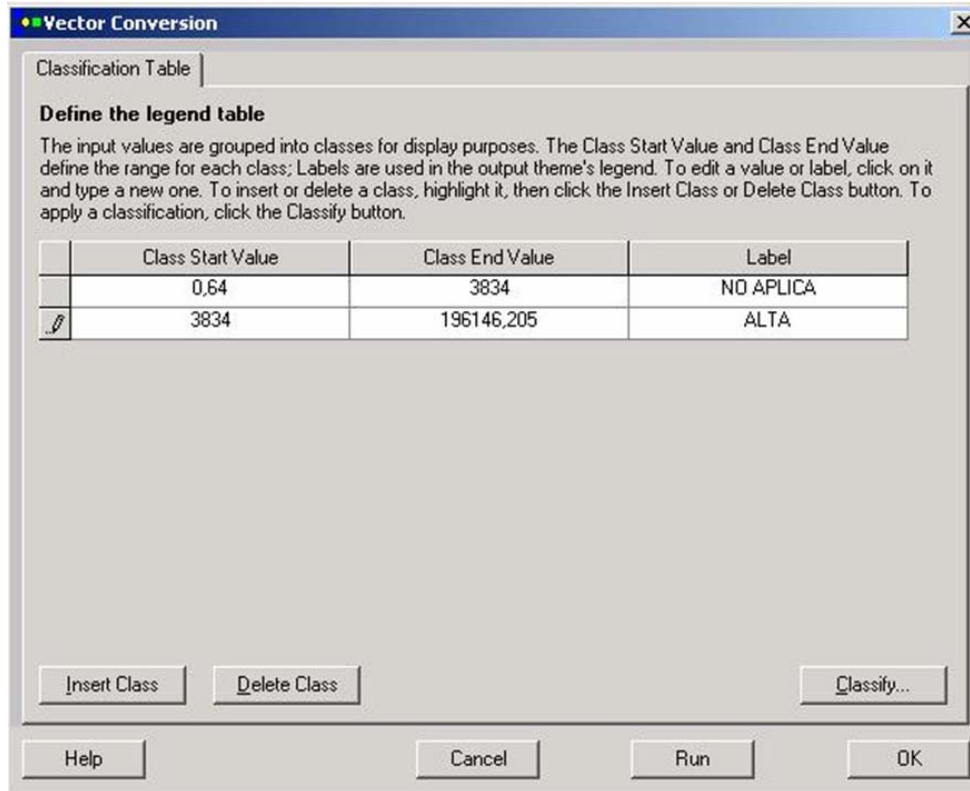 Vector Conversion
Classification Table
Define the legend table
The input values are grouped into classes for display purposes. The Class Start Value and Class End Value
define the range for each class; Labels are used in the output theme's legend. To edit a value or label, click on it
and type a new one. To insert or delete a class, highlight it, then click the Insert Class or Delete Class button. To
apply a classification, click the Classify button.
Class Start Value Class End Value Label
0,64 3834 NO APLICA
3834 196146,205 ALTA
Insert Class Delete Class Classify...
Help Cancel Run OK